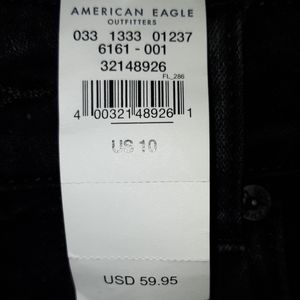 AMERICAN EAGLE
OUTFITTERS
033 1333 01237
6161 - 001
32148926
FL_286
4 00321 48926 1
US 10
USD 59.95